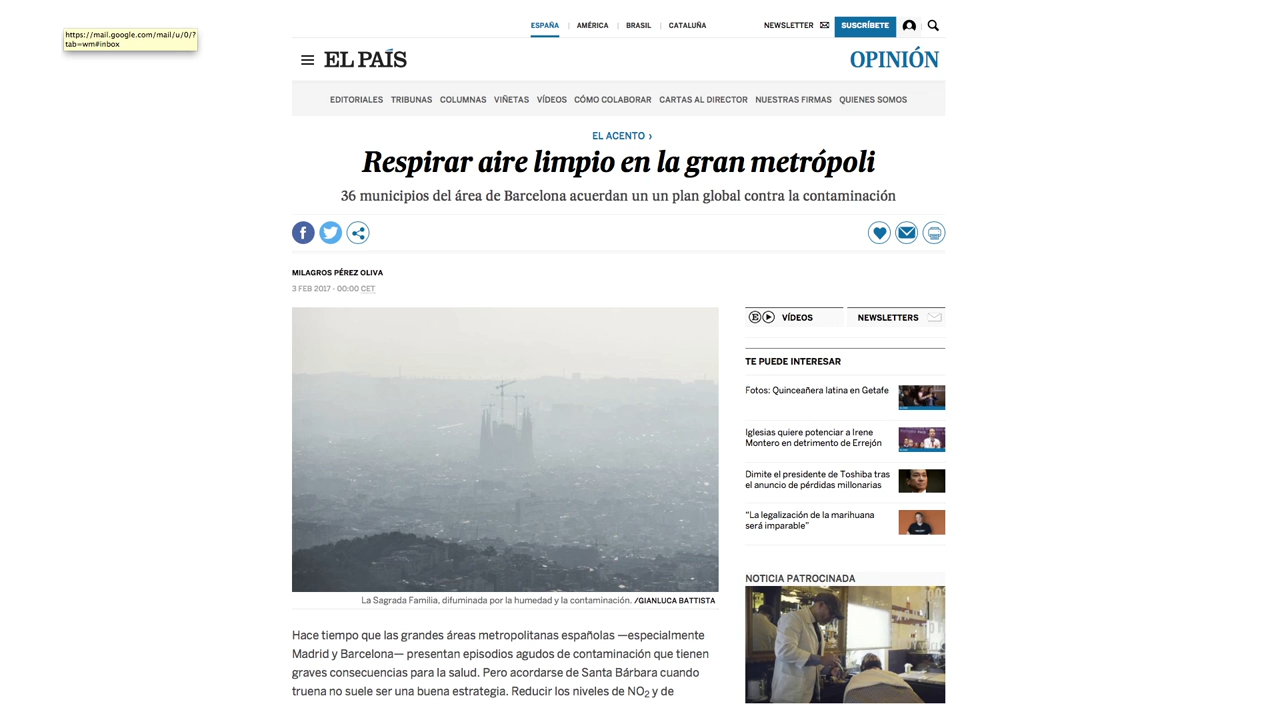 https://mail.google.com/mail/u/0/?
tab=wm#inbox
ESPAÑA
AMÉRICA
BRASIL
CATALUÑA
NEWSLETTER
SUSCRÍBETE
EL PAÍS
OPINIÓN
EDITORIALES TRIBUNAS COLUMNAS VIÑETAS VÍDEOS CÓMO COLABORAR CARTAS AL DIRECTOR NUESTRAS FIRMAS QUIENES SOMOS
EL ACENTO ›
Respirar aire limpio en la gran metrópoli
36 municipios del área de Barcelona acuerdan un un plan global contra la contaminación
MILAGROS PÉREZ OLIVA
3 FEB 2017 - 00:00 CET
La Sagrada Familia, difuminada por la humedad y la contaminación. /GIANLUCA BATTISTA
Hace tiempo que las grandes áreas metropolitanas españolas —especialmente
Madrid y Barcelona— presentan episodios agudos de contaminación que tienen
graves consecuencias para la salud. Pero acordarse de Santa Bárbara cuando
truena no suele ser una buena estrategia. Reducir los niveles de NO2 y de
VÍDEOS
NEWSLETTERS
TE PUEDE INTERESAR
Fotos: Quinceañera latina en Getafe
Iglesias quiere potenciar a Irene
Montero en detrimento de Errejón
Dimite el presidente de Toshiba tras
el anuncio de pérdidas millonarias
“La legalización de la marihuana
será imparable”
NOTICIA PATROCINADA